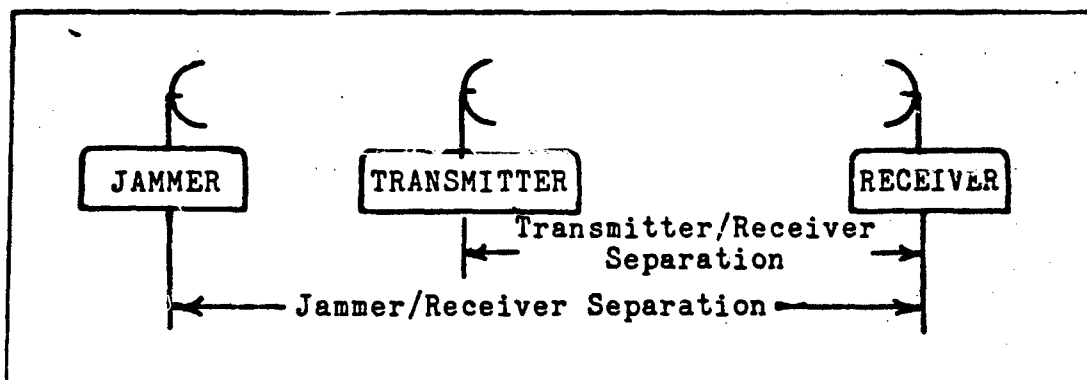 JAMMER
TRANSMITTER
RECEIVER
Transmitter/Receiver
Separation
Jammer/Receiver Separation